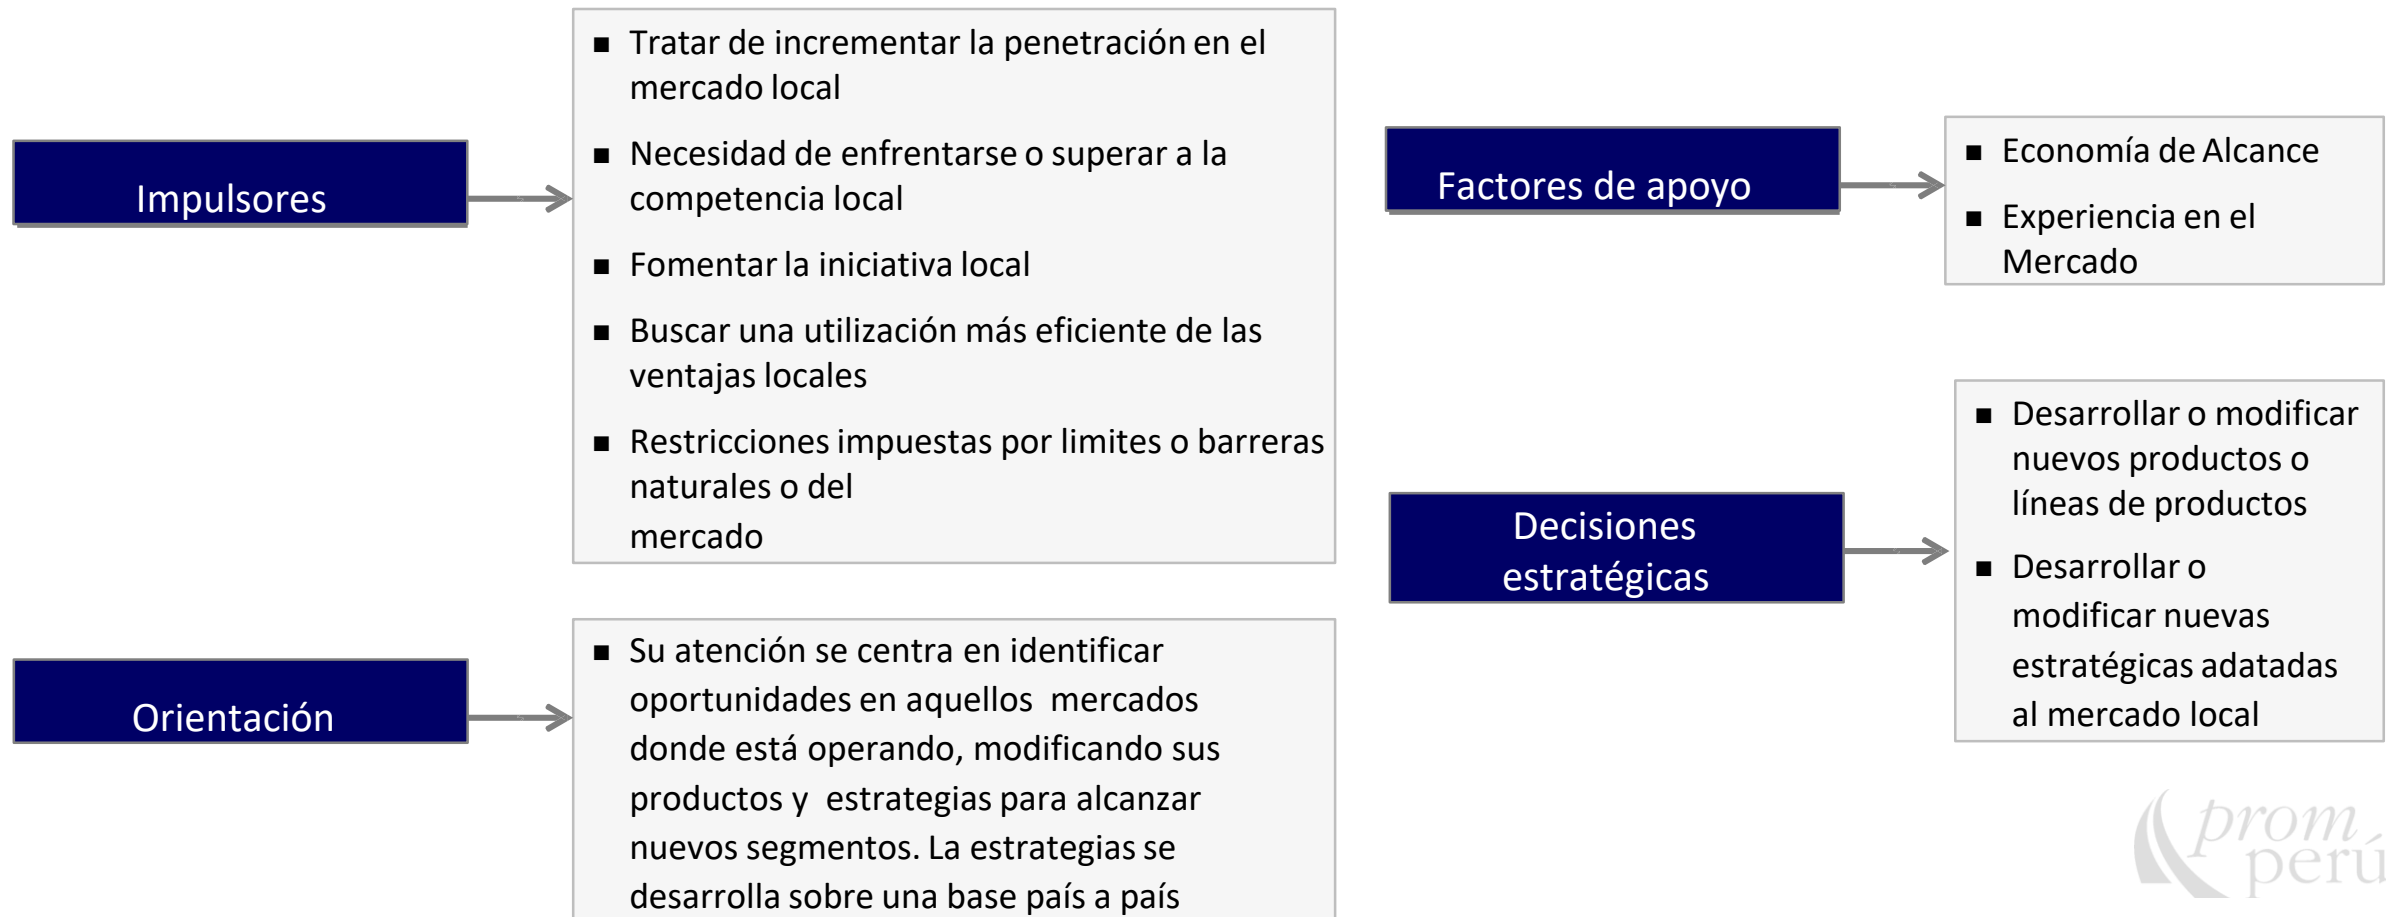 Impulsores
■ Tratar de incrementar la penetración en el
mercado local
■ Necesidad de enfrentarse o superar a la
competencia local
■ Fomentar la iniciativa local
■ Buscar una utilización más eficiente de las
ventajas locales
■ Restricciones impuestas por limites o barreras
naturales o del
mercado
Orientación
■ Su atención se centra en identificar
oportunidades en aquellos mercados
donde está operando, modificando sus
productos y estrategias para alcanzar
nuevos segmentos. La estrategias se
desarrolla sobre una base país a país
Factores de apoyo
■ Economía de Alcance
■ Experiencia en el
Mercado
Decisiones
estratégicas
■ Desarrollar o modificar
nuevos productos o
líneas de productos
■ Desarrollar o
modificar nuevas
estratégicas adatadas
al mercado local
prom
perú